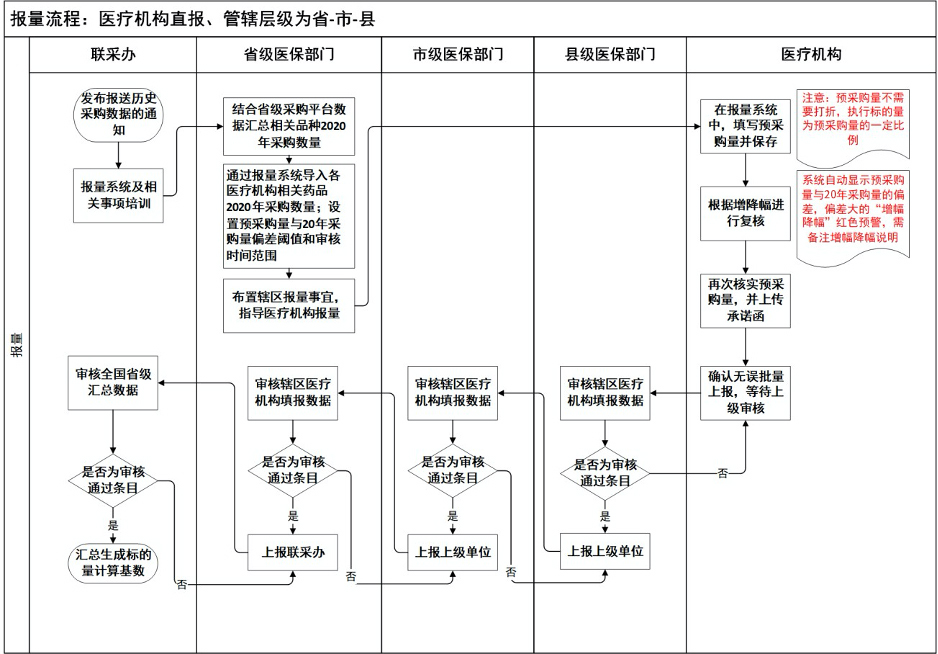 报量流程：医疗机构直报、管辖层级为省-市-县
联采办
省级医保部门
市级医保部门
县级医保部门
医疗机构
报量
发布报送历史
采购数据的通
知
报量系统及相
关事项培训
结合省级采购平台数
据汇总相关品种2020
年采购数量
通过报量系统导入各
医疗机构相关药品
2020年采购数量；设
置预采购量与20年采
购量偏差阈值和审核
时间范围
布置辖区报量事宜，
指导医疗机构报量
在报量系统
中，填写预采
购量并保存
注意：预采购量不需
要打折，执行标的量
为预采购量的一定比
例
根据增降幅进
行复核
系统自动显示预采购
量与20年采购量的偏
差，偏差大的“增幅
降幅”红色预警，需
备注增幅降幅说明
再次核实预采
购量，并上传
承诺函
确认无误批量
上报，等待上
级审核
审核全国省级
汇总数据
审核辖区医疗
机构填报数据
审核辖区医疗
机构填报数据
审核辖区医疗
机构填报数据
是否为审核
通过条目
是否为审核
通过条目
是否为审核
通过条目
是否为审核
通过条目
否
是
是
是
是
汇总生成标的
量计算基数
上报联采办
上报上级单位
上报上级单位
否
否
否